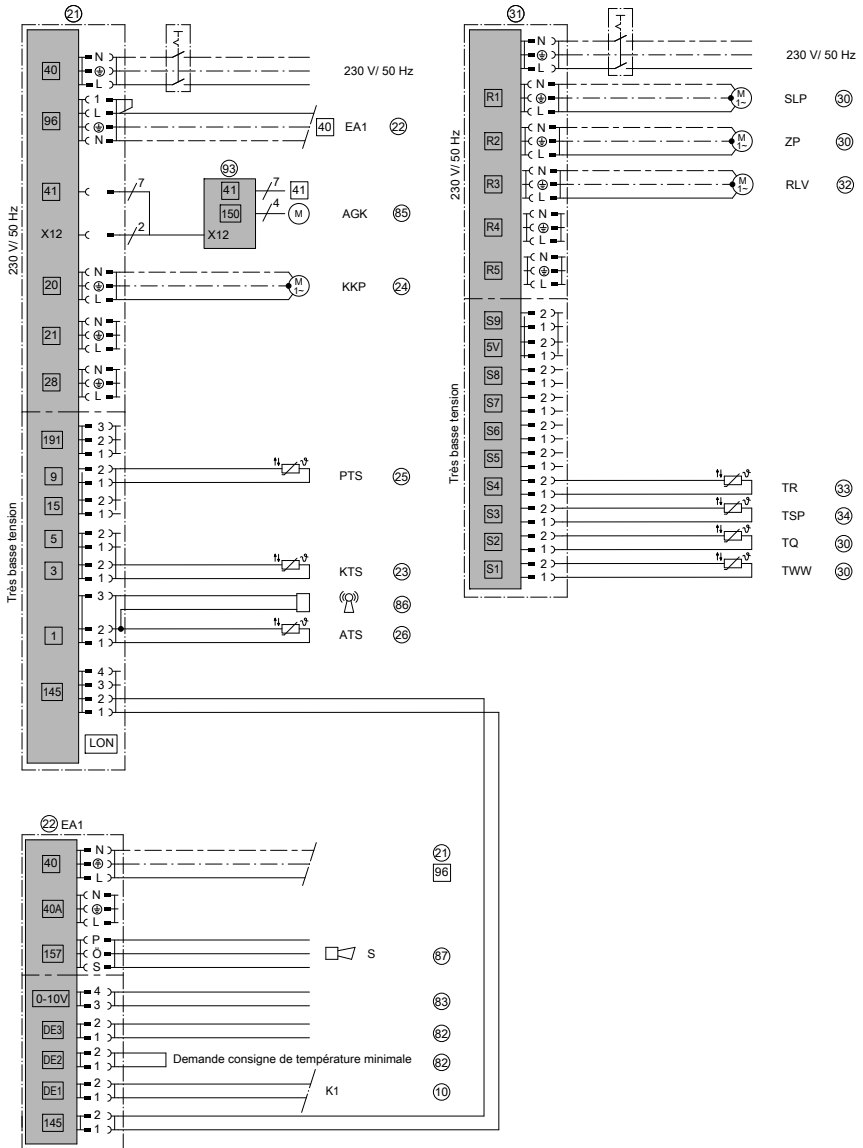 21
N
40
L
230 V/ 50 Hz
1
L
96
N
40 EA1 22
93
41 7 41 7 41
150 4 M AGK 85
X12 2 X12
230 V/ 50 Hz
N
20 M 1~ KKP 24
L
N
21
L
N
28
L
Très basse tension
3
191 2
1
2
9 PTS 25
1
2
15
1
2
5
1
2
3 KTS 23
1
3 86
2
1 ATS 26
1
4
3
145 2
1
LON
31
N
L
230 V/ 50 Hz
230 V/ 50 Hz
N
R1 M 1~ SLP 30
L
N
R2 M 1~ ZP 30
L
N
R3 M 1~ RLV 32
L
N
R4
L
N
R5
L
Très basse tension
S9 2
1
5V 2
1
S8 2
1
S7 2
1
S6 2
1
S5 2
1
S4 2
1 TR 33
S3 2
1 TSP 34
S2 2
1 TQ 30
S1 2
1 TWW 30
22 EA1
N
40 21
L 96
N
40A
L
P
157 Ö S 87
S
0-10V 4
3 83
DE3 2
1 82
DE2 2 Demande consigne de température minimale
1 82
DE1 2
1 K1 10
145 2
1